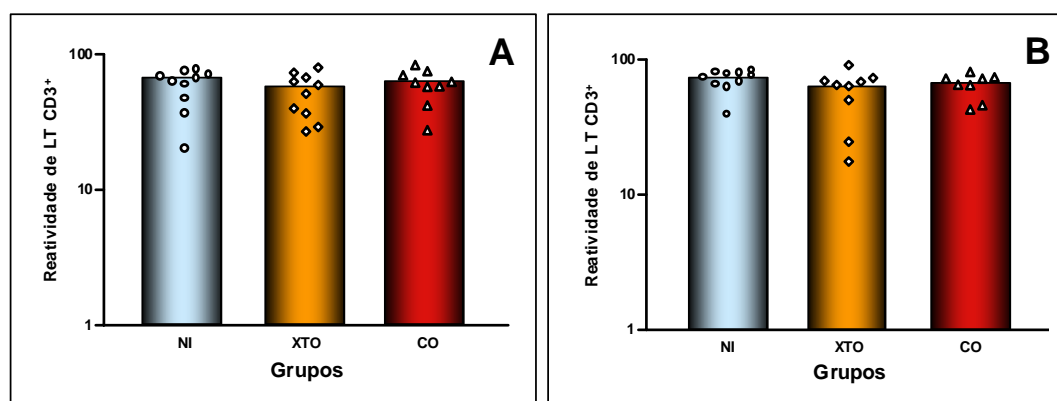 A
Reatividade de LT CD3+
100
10
1
NI XTO CO
Grupos
B
Reatividade de LT CD3+
100
10
1
NI XTO CO
Grupos